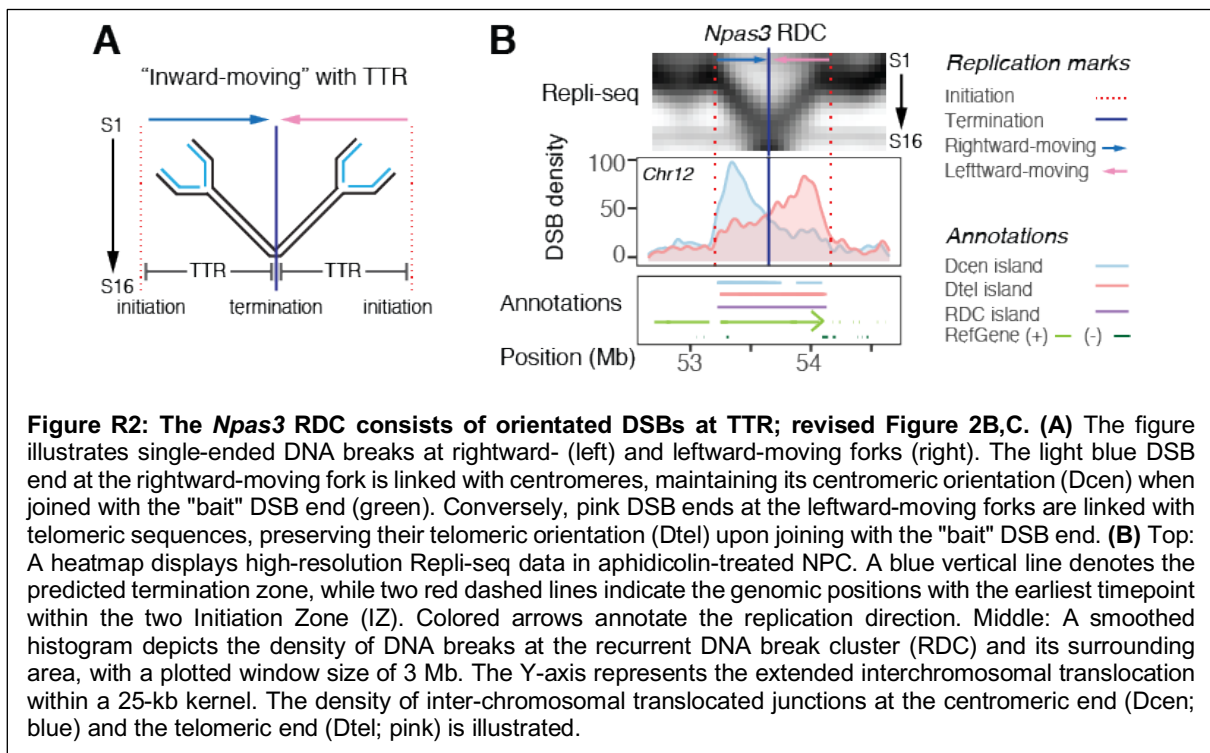 A
"Inward-moving" with TTR
S1
S16
TTR
TTR
initiation
termination
initiation
B
Npas3 RDC
Repli-seq
S1
S16
DSB density
100
50
0
Chr12
Annotations
Position (Mb)
53
54
Replication marks
Initiation
Termination
Rightward-moving
Lefttward-moving
Annotations
Dcen island
Dtel island
RDC island
RefGene (+) (-)
Figure R2: The Npas3 RDC consists of orientated DSBs at TTR; revised Figure 2B,C. (A) The figure
illustrates single-ended DNA breaks at rightward- (left) and leftward-moving forks (right). The light blue DSB
end at the rightward-moving fork is linked with centromeres, maintaining its centromeric orientation (Dcen) when
joined with the "bait" DSB end (green). Conversely, pink DSB ends at the leftward-moving forks are linked with
telomeric sequences, preserving their telomeric orientation (Dtel) upon joining with the "bait" DSB end. (B) Top:
A heatmap displays high-resolution Repli-seq data in aphidicolin-treated NPC. A blue vertical line denotes the
predicted termination zone, while two red dashed lines indicate the genomic positions with the earliest timepoint
within the two Initiation Zone (IZ). Colored arrows annotate the replication direction. Middle: A smoothed
histogram depicts the density of DNA breaks at the recurrent DNA break cluster (RDC) and its surrounding
area, with a plotted window size of 3 Mb. The Y-axis represents the extended interchromosomal translocation
within a 25-kb kernel. The density of inter-chromosomal translocated junctions at the centromeric end (Dcen;
blue) and the telomeric end (Dtel; pink) is illustrated.